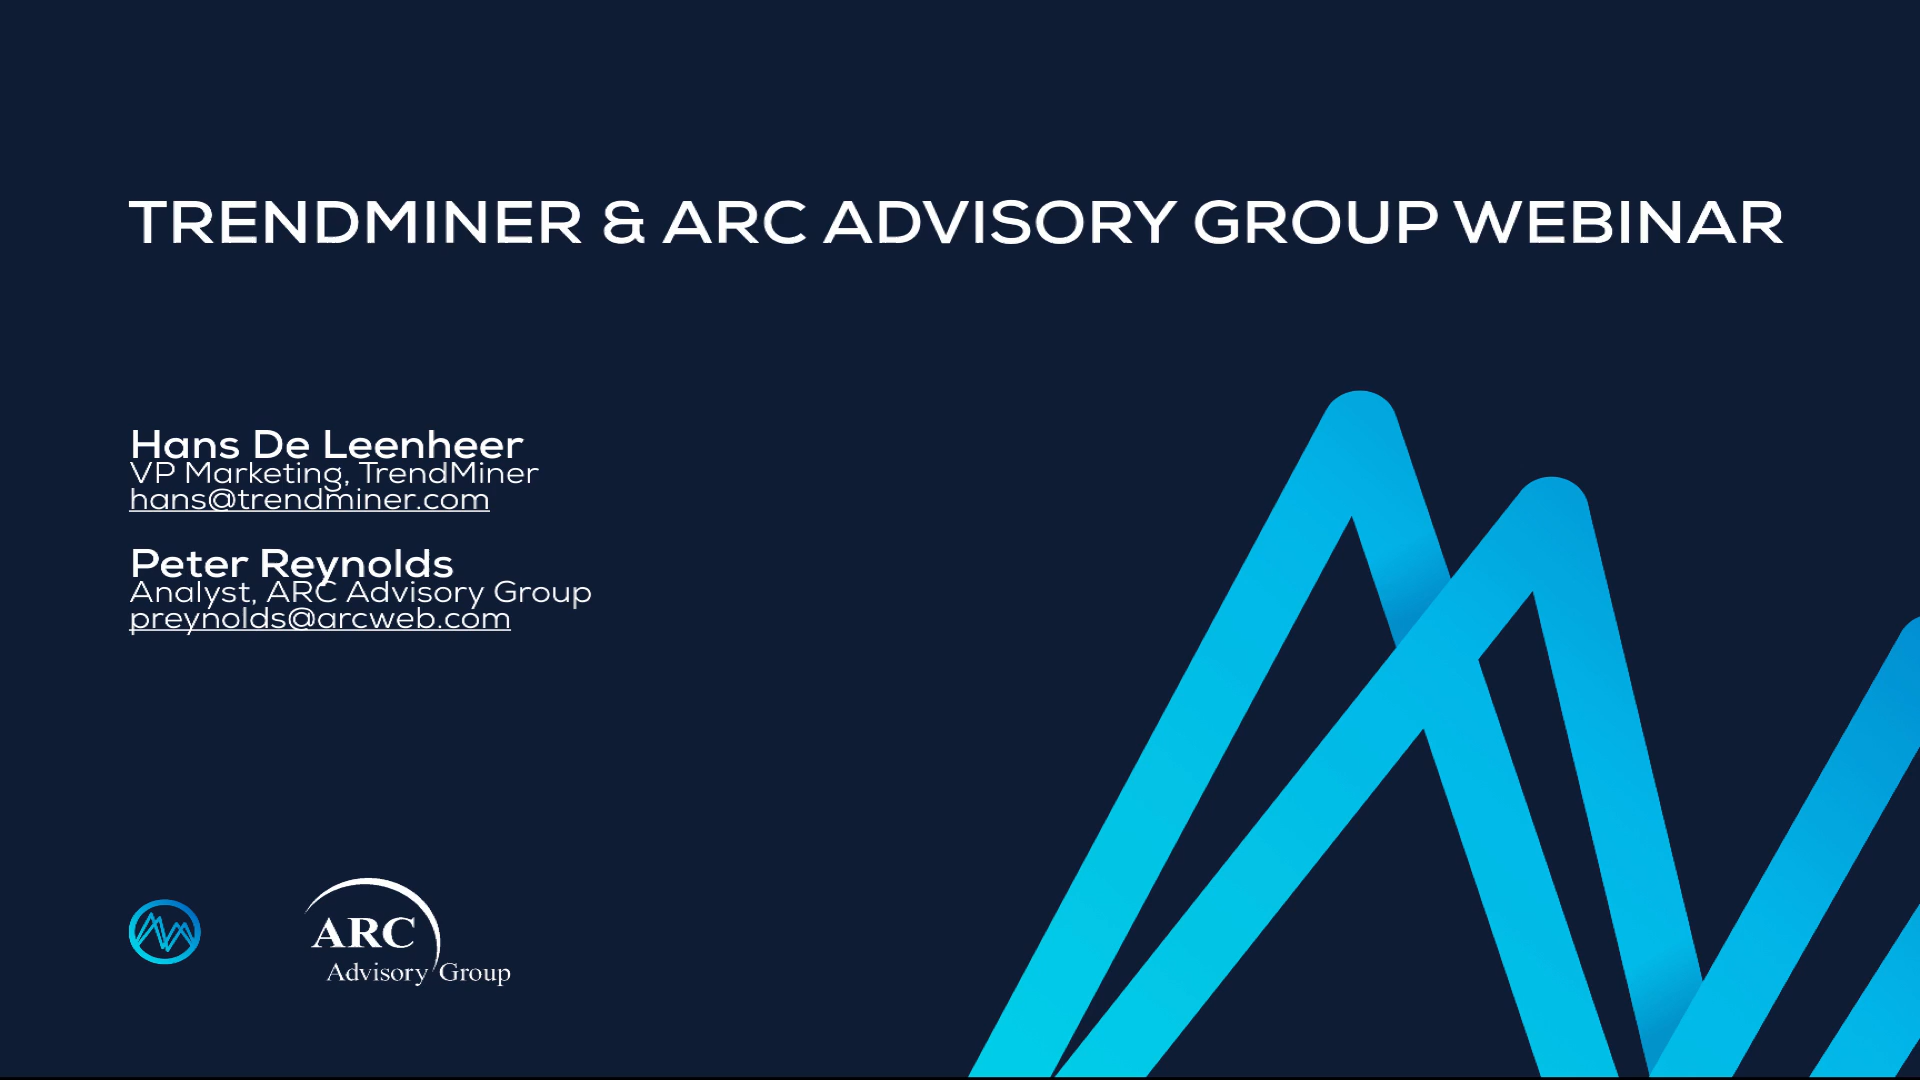 TRENDMINER & ARC ADVISORY GROUP WEBINAR
Hans De Leenheer
VP Marketing, TrendMiner
hans@trendminer.com
Peter Reynolds
Analyst, ARC Advisory Group
preynolds@arcweb.com
ARC
Advisory Group